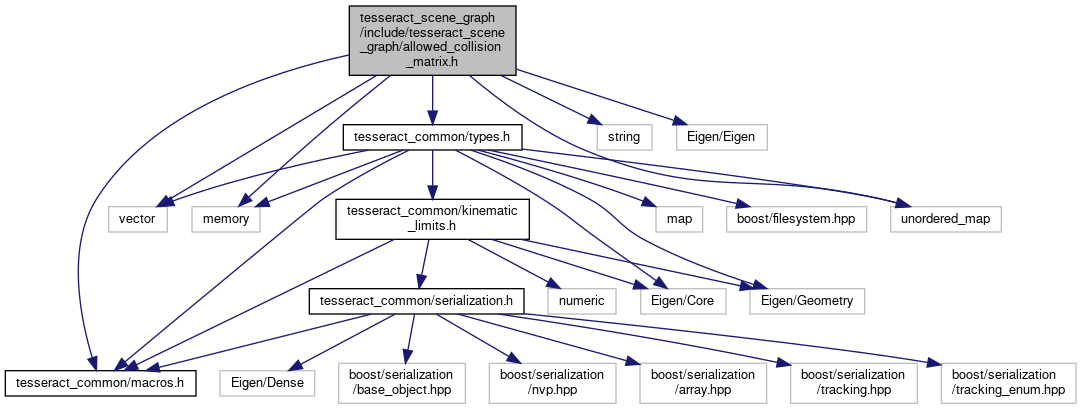 tesseract_scene_graph
/include/tesseract_scene
_graph/allowed_collision
_matrix.h
tesseract_common/types.h
string
Eigen/Eigen
vector
memory
tesseract_common/kinematic
_limits.h
map
boost/filesystem.hpp
unordered_map
tesseract_common/serialization.h
numeric
Eigen/Core
Eigen/Geometry
tesseract_common/macros.h
Eigen/Dense
boost/serialization
/base_object.hpp
boost/serialization
/nvp.hpp
boost/serialization
/array.hpp
boost/serialization
/tracking.hpp
boost/serialization
/tracking_enum.hpp